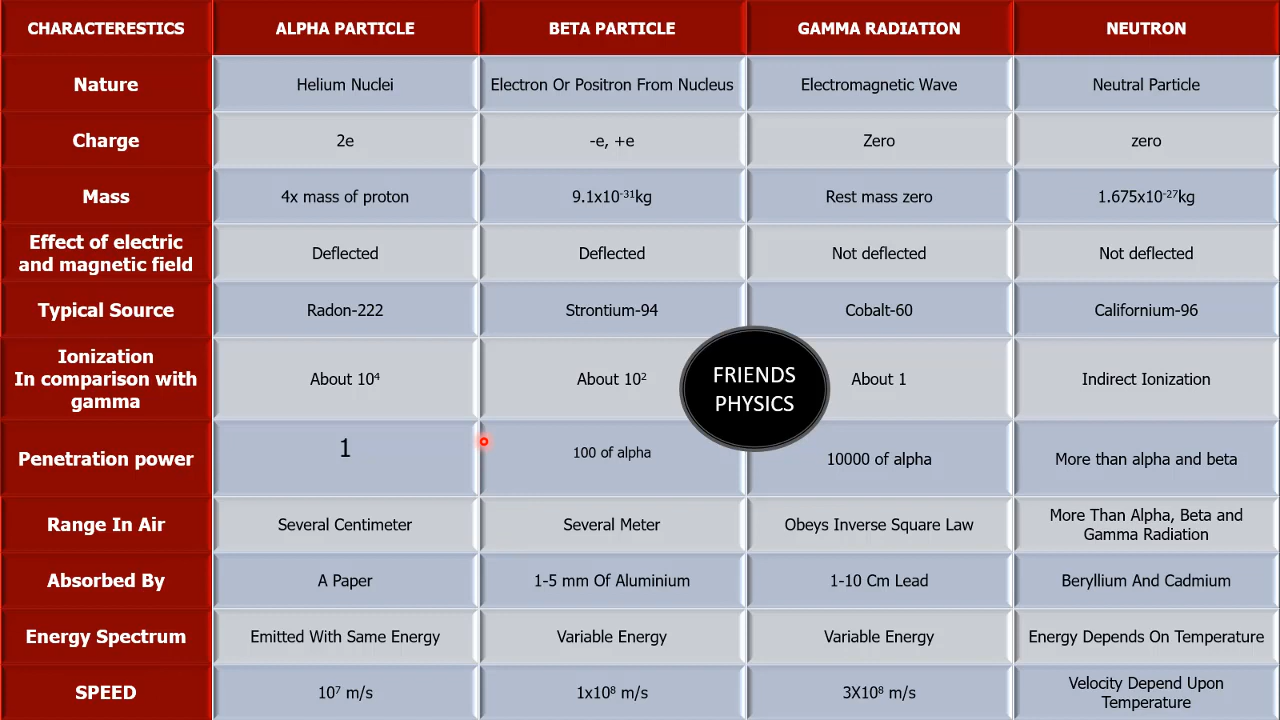 CHARACTERESTICS ALPHA PARTICLE BETA PARTICLE GAMMA RADIATION NEUTRON
Nature Helium Nuclei Electron Or Positron From Nucleus Electromagnetic Wave Neutral Particle
Charge 2e -e, +e Zero zero
Mass 4x mass of proton 9.1x10⁻³¹kg Rest mass zero 1.675x10⁻²⁷kg
Effect of electric
and magnetic field Deflected Deflected Not deflected Not deflected
Typical Source Radon-222 Strontium-94 Cobalt-60 Californium-96
Ionization
In comparison with
gamma About 10⁴ About 10² About 1 Indirect Ionization
FRIENDS
PHYSICS
Penetration power 1 100 of alpha 10000 of alpha More than alpha and beta
Range In Air Several Centimeter Several Meter Obeys Inverse Square Law More Than Alpha, Beta and
Gamma Radiation
Absorbed By A Paper 1-5 mm Of Aluminium 1-10 Cm Lead Beryllium And Cadmium
Energy Spectrum Emitted With Same Energy Variable Energy Variable Energy Energy Depends On Temperature
SPEED 10⁷ m/s 1x10⁸ m/s 3X10⁸ m/s Velocity Depend Upon
Temperature